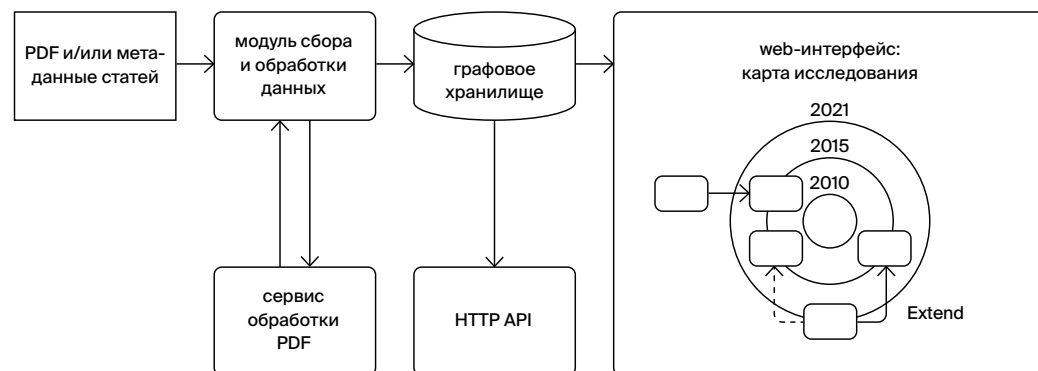 PDF и/или мета-
данные статей
модуль сбора
и обработки
данных
графовое
хранилище
web-интерфейс:
карта исследования
2021
2015
2010
Extend
сервис
обработки
PDF
HTTP API